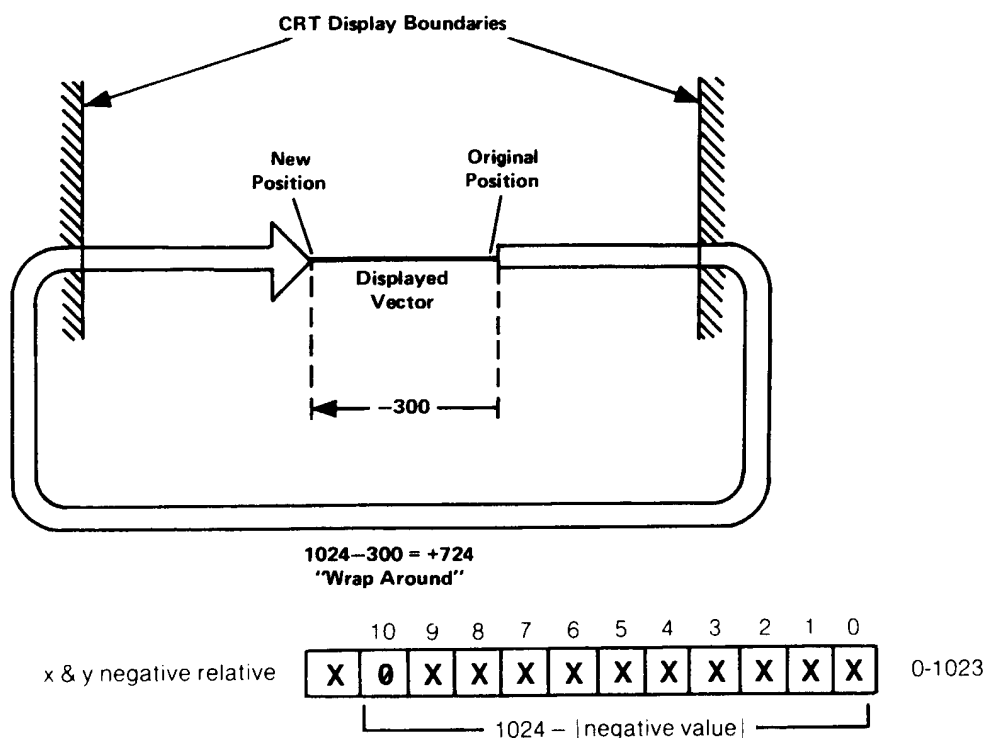 CRT Display Boundaries
New
Position
Original
Position
Displayed
Vector
−300
1024−300 = +724
"Wrap Around"
10 9 8 7 6 5 4 3 2 1 0
x & y negative relative X 0 X X X X X X X X X X 0-1023
1024 − |negative value|